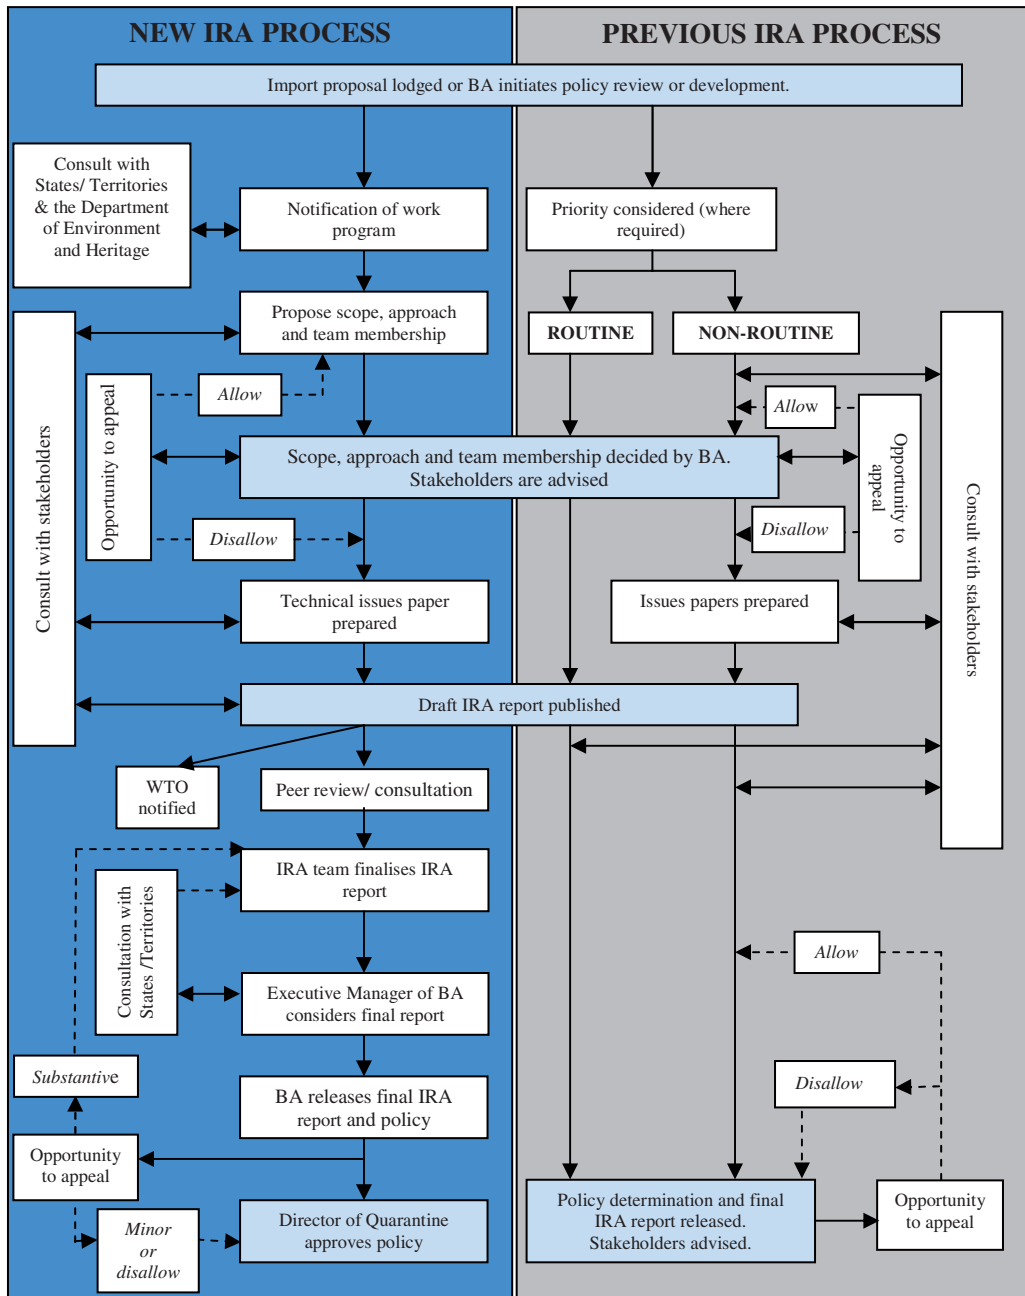 NEW IRA PROCESS
PREVIOUS IRA PROCESS
Import proposal lodged or BA initiates policy review or development.
Consult with
States/ Territories
& the Department
of Environment
and Heritage
Notification of work
program
Priority considered (where
required)
Propose scope, approach
and team membership
ROUTINE
NON-ROUTINE
Consult with stakeholders
Opportunity to appeal
Allow
Allow
Opportunity to
appeal
Consult with stakeholders
Scope, approach and team membership decided by BA.
Stakeholders are advised
Disallow
Disallow
Technical issues paper
prepared
Issues papers prepared
Draft IRA report published
WTO
notified
Peer review/ consultation
IRA team finalises IRA
report
Consultation with
States /Territories
Allow
Executive Manager of BA
considers final report
Substantive
BA releases final IRA
report and policy
Disallow
Opportunity
to appeal
Director of Quarantine
approves policy
Minor
or
disallow
Policy determination and final
IRA report released.
Stakeholders advised.
Opportunity
to appeal